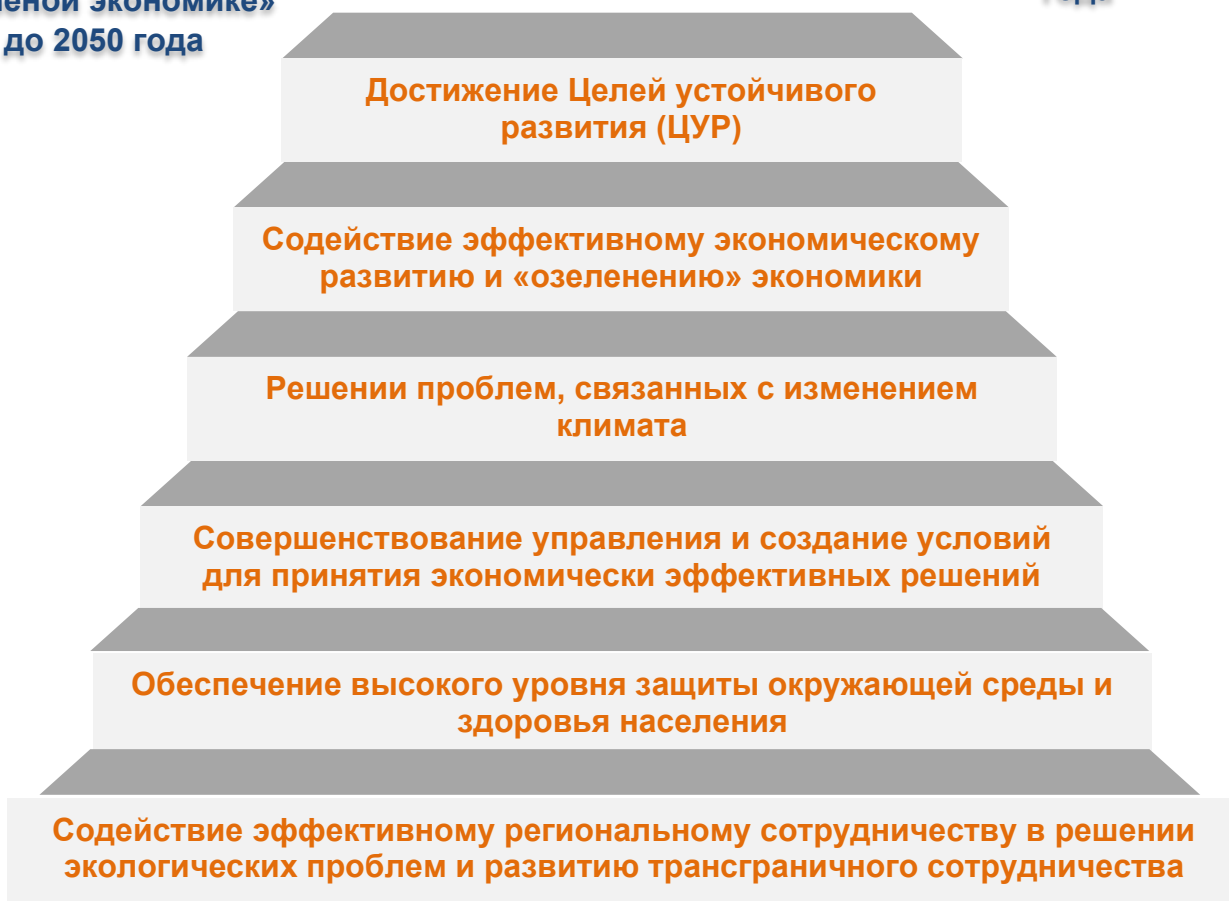 экономике»
до 2050 года
Достижение Целей устойчивого
развития (ЦУР)
Содействие эффективному экономическому
развитию и «озеленению» экономики
Решении проблем, связанных с изменением
климата
Совершенствование управления и создание условий
для принятия экономически эффективных решений
Обеспечение высокого уровня защиты окружающей среды и
здоровья населения
Содействие эффективному региональному сотрудничеству в решении
экологических проблем и развитию трансграничного сотрудничества